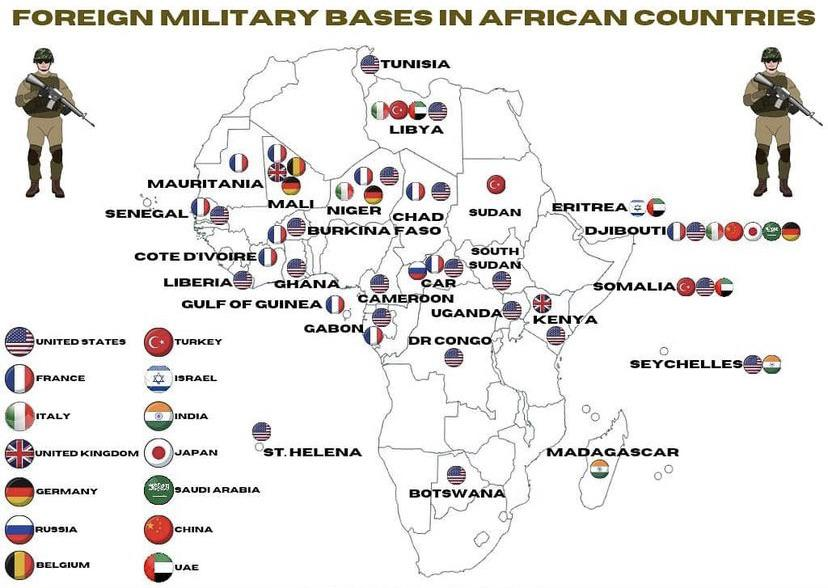 FOREIGN MILITARY BASES IN AFRICAN COUNTRIES
TUNISIA
LIBYA
MAURITANIA
MALI
NIGER
CHAD
SUDAN
ERITREA
SENEGAL
BURKINA FASO
DJIBOUTI
COTE D'IVOIRE
SOUTH
SUDAN
LIBERIA
GHANA
CAR
SOMALIA
CAMEROON
GULF OF GUINEA
UGANDA
KENYA
GABON
DR CONGO
SEYCHELLES
UNITED STATES
TURKEY
FRANCE
ISRAEL
ITALY
INDIA
UNITED KINGDOM
JAPAN
GERMANY
SAUDI ARABIA
RUSSIA
CHINA
BELGIUM
UAE
ST. HELENA
MADAGASCAR
BOTSWANA